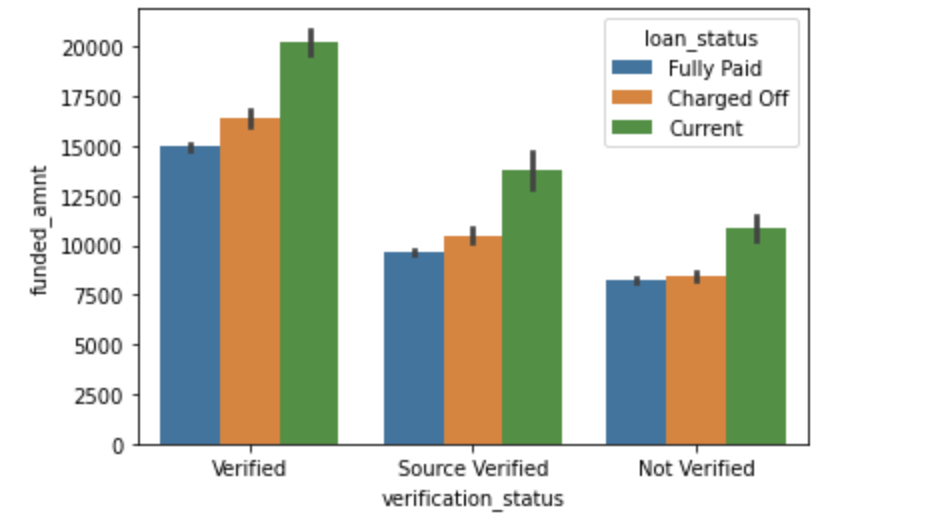 20000
17500
15000
12500
10000
7500
5000
2500
0
funded_amnt
loan_status
Fully Paid
Charged Off
Current
Verified
Source Verified
Not Verified
verification_status